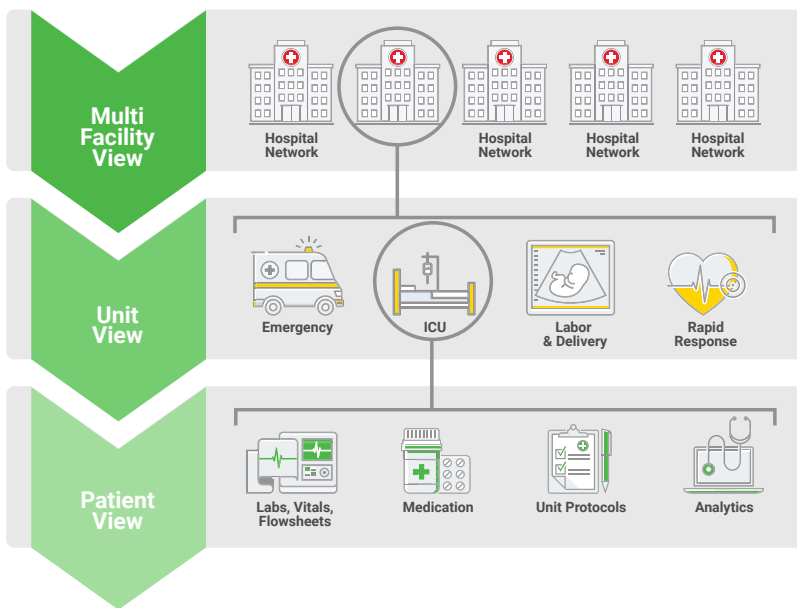 Multi
Facility
View
Hospital
Network
Hospital
Network
Hospital
Network
Hospital
Network
Unit
View
Emergency
ICU
Labor
& Delivery
Rapid
Response
Patient
View
Labs, Vitals,
Flowsheets
Medication
Unit Protocols
Analytics